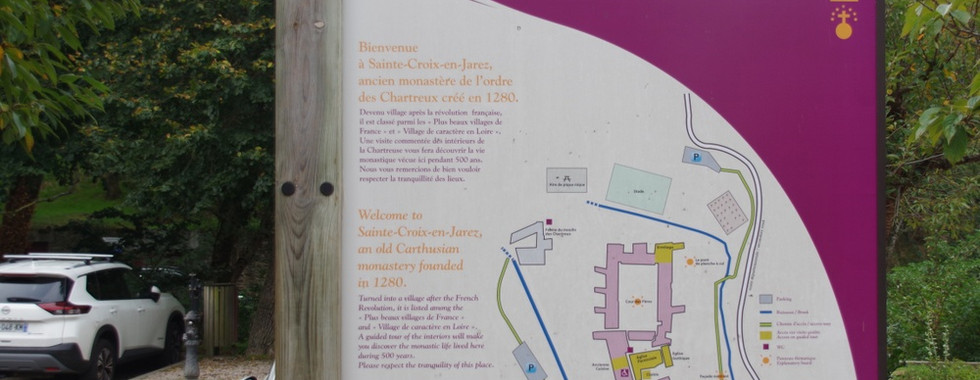 Bienvenue
à Sainte-Croix-en-Jarez,
ancien monastère de l'ordre
des Chartreux créé en 1280.
Devenu village après la révolution française,
il est classé parmi les « Plus beaux villages de
France » et « Village de caractère en Loire ».
Une visite commentée dès intérieurs de
la Chartreuse vous fera découvrir la vie
monastique vécue ici pendant 500 ans.
Nous vous remercions de bien vouloir
respecter la tranquillité des lieux.
Welcome to
Sainte-Croix-en-Jarez,
an old Carthusian
monastery founded
in 1280.
Turned into a village after the French
Revolution, it is listed among the
« Plus beaux villages de France »
and « Village de caractère en Loire ».
A guided tour of the interiors will make
you discover the monastic life lived here
during 500 years.
Please respect the tranquility of this place.
P
Aire de pique-nique
Stade
P
Parking
WC